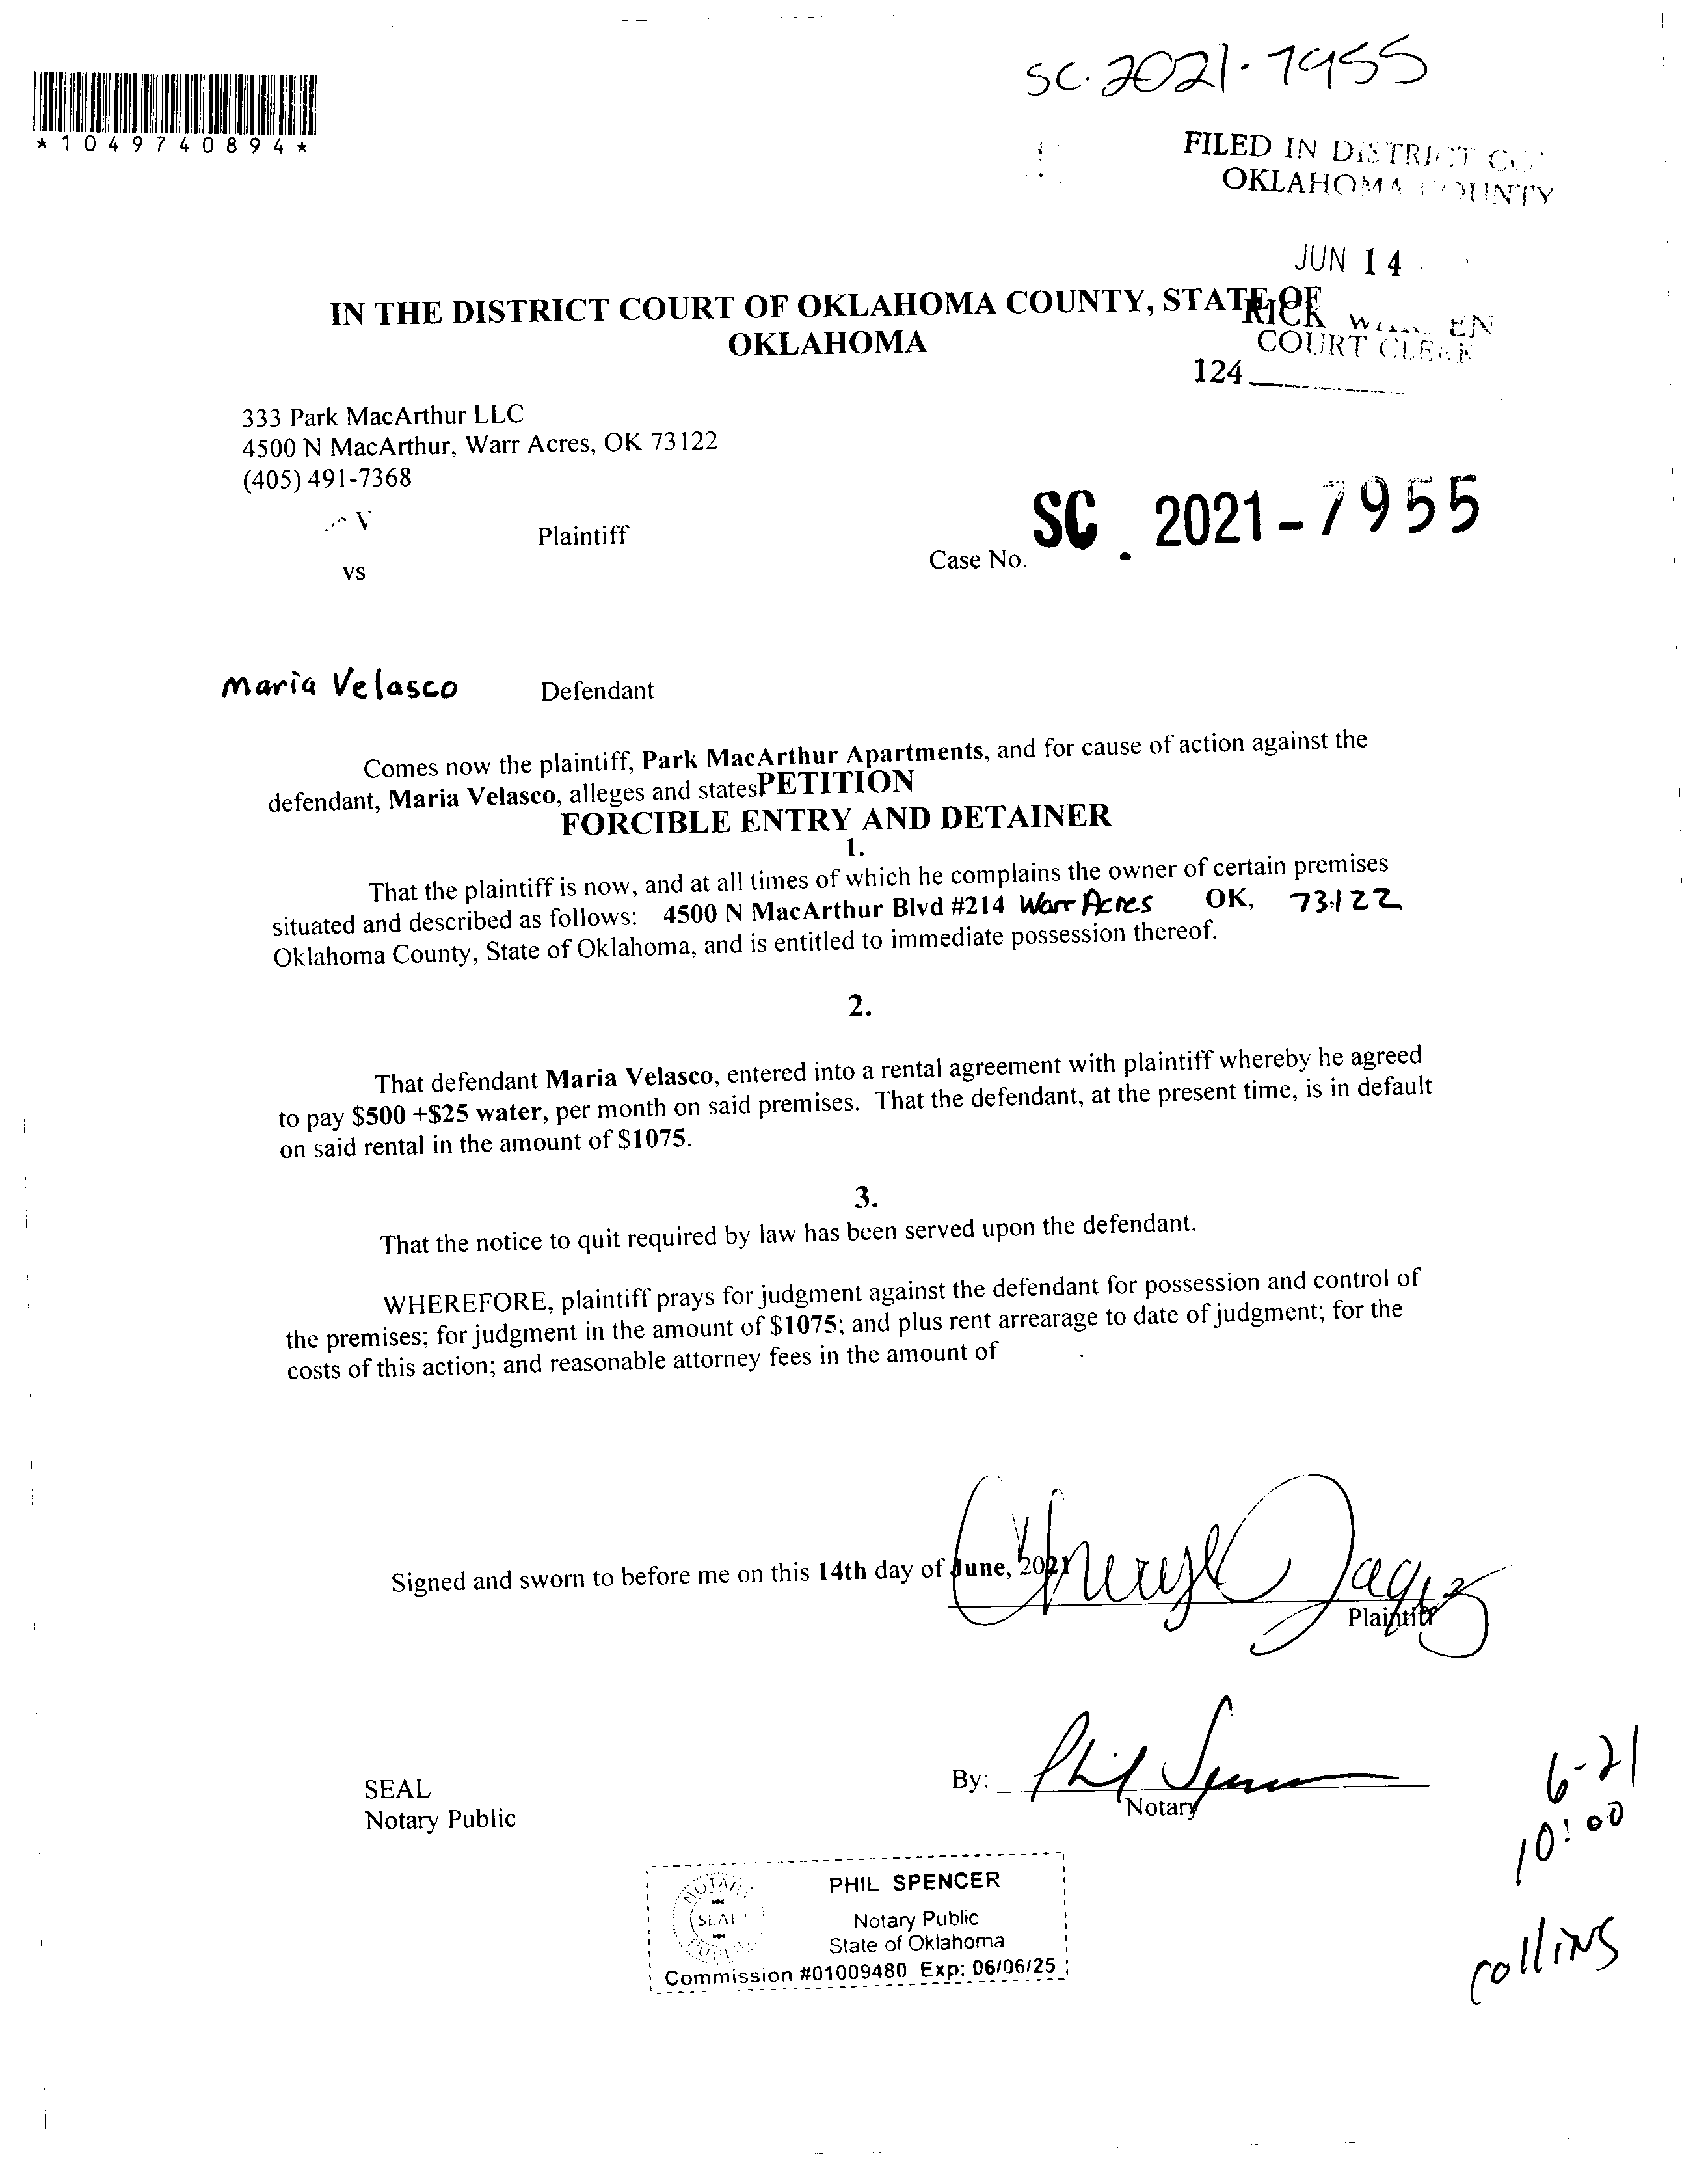 SC. 2021-7955
*1049740894*
FILED IN DISTRICT
OKLAHOMA COUNTY
JUN 14
IN THE DISTRICT COURT OF OKLAHOMA COUNTY, STATE OF
OKLAHOMA
RICK
COURT CLERK
124
333 Park MacArthur LLC
4500 N MacArthur, Warr Acres, OK 73122
(405) 491-7368
Plaintiff
Case No. SC . 2021-7955
vs
Maria Velasco Defendant
Comes now the plaintiff, Park MacArthur Apartments, and for cause of action against the
defendant, Maria Velasco, alleges and states
PETITION
FORCIBLE ENTRY AND DETAINER
1.
That the plaintiff is now, and at all times of which he complains the owner of certain premises
situated and described as follows: 4500 N MacArthur Blvd #214 Warr Acres OK, 73122
Oklahoma County, State of Oklahoma, and is entitled to immediate possession thereof.
2.
That defendant Maria Velasco, entered into a rental agreement with plaintiff whereby he agreed
to pay $500 +$25 water, per month on said premises. That the defendant, at the present time, is in default
on said rental in the amount of $1075.
3.
That the notice to quit required by law has been served upon the defendant.
WHEREFORE, plaintiff prays for judgment against the defendant for possession and control of
the premises; for judgment in the amount of $1075; and plus rent arrearage to date of judgment; for the
costs of this action; and reasonable attorney fees in the amount of .
Signed and sworn to before me on this 14th day of June, 2021
Plaintiff
By: Phil Spencer
Notary
SEAL
Notary Public
6-21
10:00
collins
NOTARY
SEAL
PUBLIC
PHIL SPENCER
Notary Public
State of Oklahoma
Commission #01009480 Exp: 06/06/25